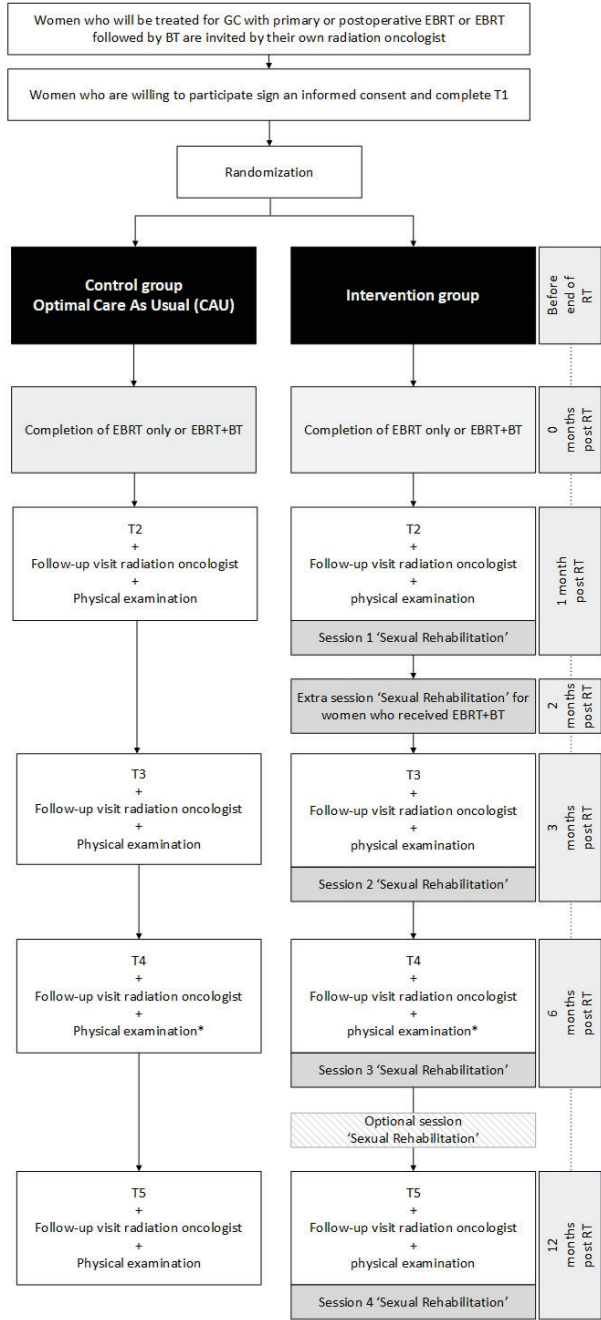 Women who will be treated for GC with primary or postoperative EBRT or EBRT
followed by BT are invited by their own radiation oncologist
Women who are willing to participate sign an informed consent and complete T1
Randomization
Control group
Optimal Care As Usual (CAU)
Intervention group
Before
end of
RT
Completion of EBRT only or EBRT+BT
Completion of EBRT only or EBRT+BT
0
months
post RT
T2
+
Follow-up visit radiation oncologist
+
Physical examination
T2
+
Follow-up visit radiation oncologist
+
physical examination
Session 1 ‘Sexual Rehabilitation’
1 month
post RT
Extra session ‘Sexual Rehabilitation’ for
women who received EBRT+BT
2
months
post RT
T3
+
Follow-up visit radiation oncologist
+
Physical examination
T3
+
Follow-up visit radiation oncologist
+
physical examination
Session 2 ‘Sexual Rehabilitation’
3
months
post RT
T4
+
Follow-up visit radiation oncologist
+
Physical examination*
T4
+
Follow-up visit radiation oncologist
+
physical examination*
Session 3 ‘Sexual Rehabilitation’
6
months
post RT
Optional session
‘Sexual Rehabilitation’
T5
+
Follow-up visit radiation oncologist
+
Physical examination
T5
+
Follow-up visit radiation oncologist
+
physical examination
Session 4 ‘Sexual Rehabilitation’
12
months
post RT